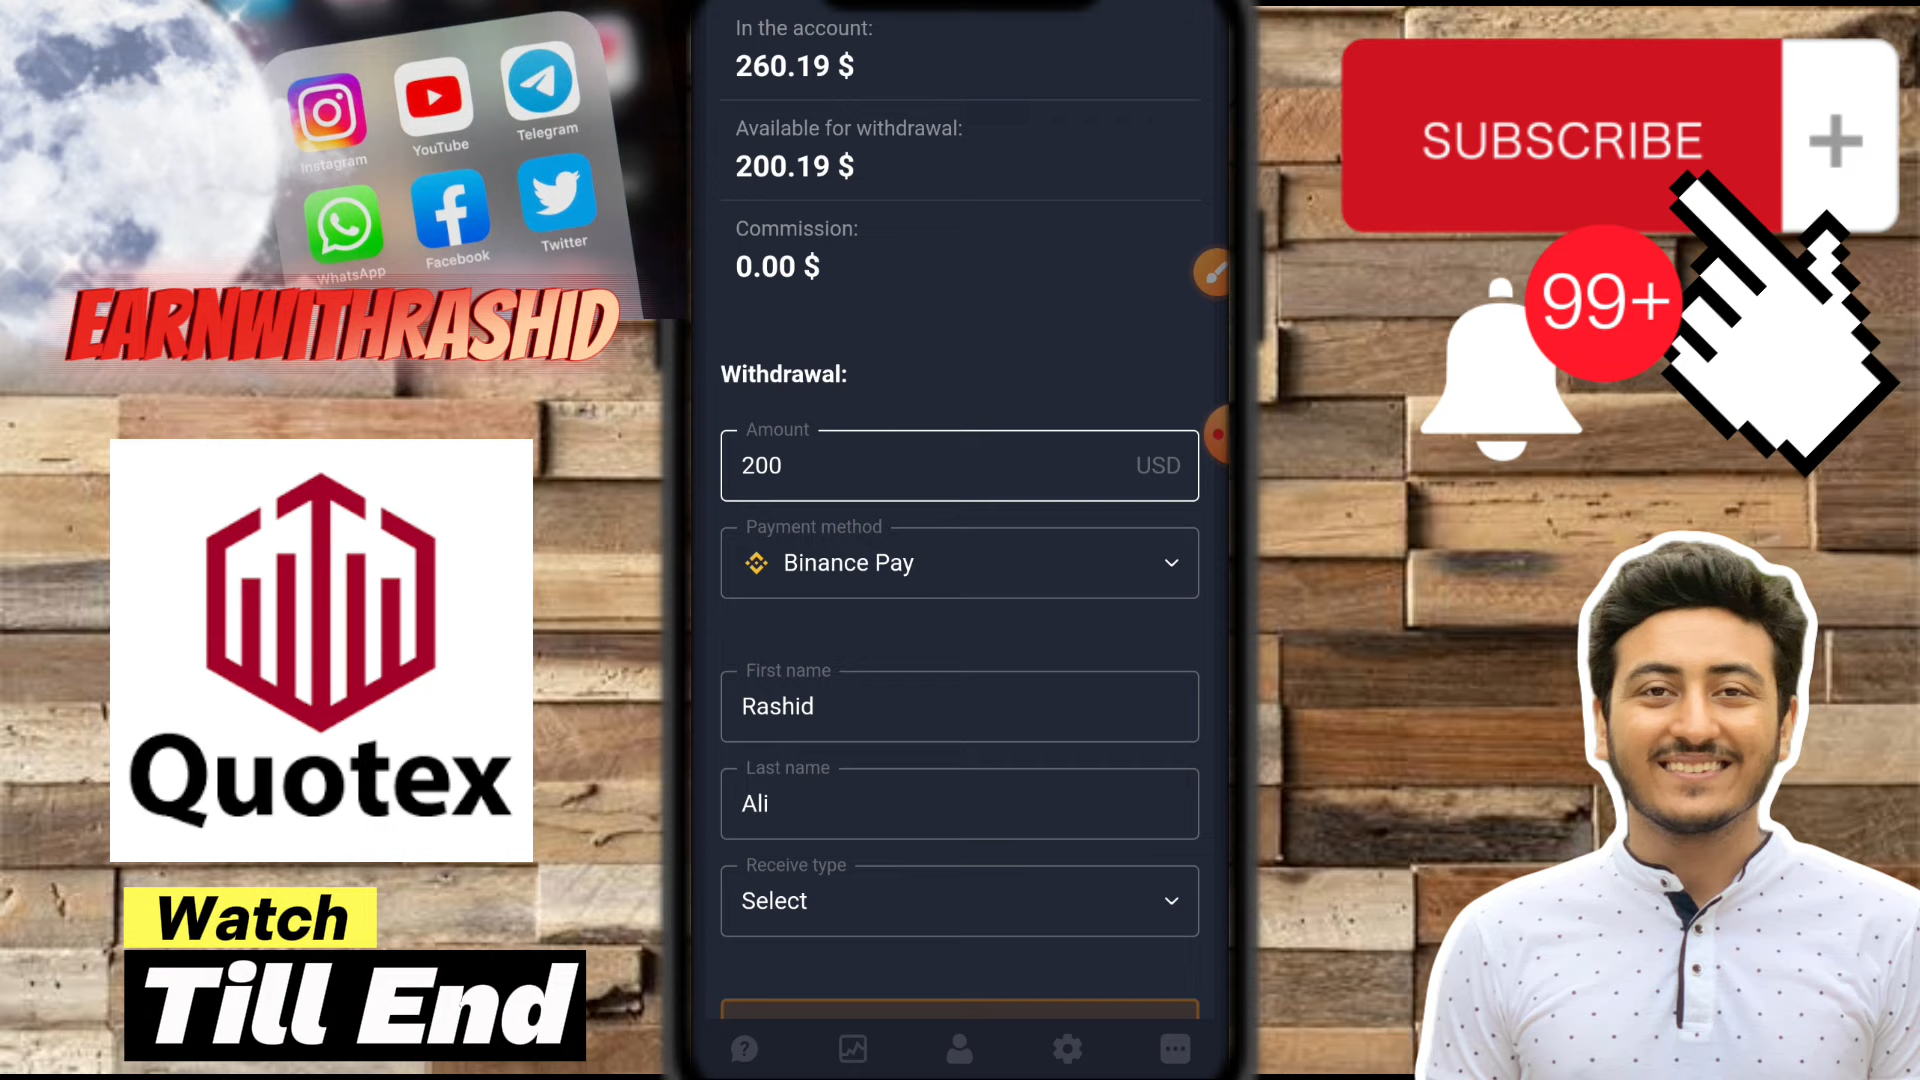 Instagram
YouTube
Telegram
WhatsApp
Facebook
Twitter
EARNWITHRASHID
Quotex
Watch
Till End
In the account:
260.19 $
Available for withdrawal:
200.19 $
Commission:
0.00 $
Withdrawal:
Amount
200 USD
Payment method
Binance Pay
First name
Rashid
Last name
Ali
Receive type
Select
SUBSCRIBE +
99+